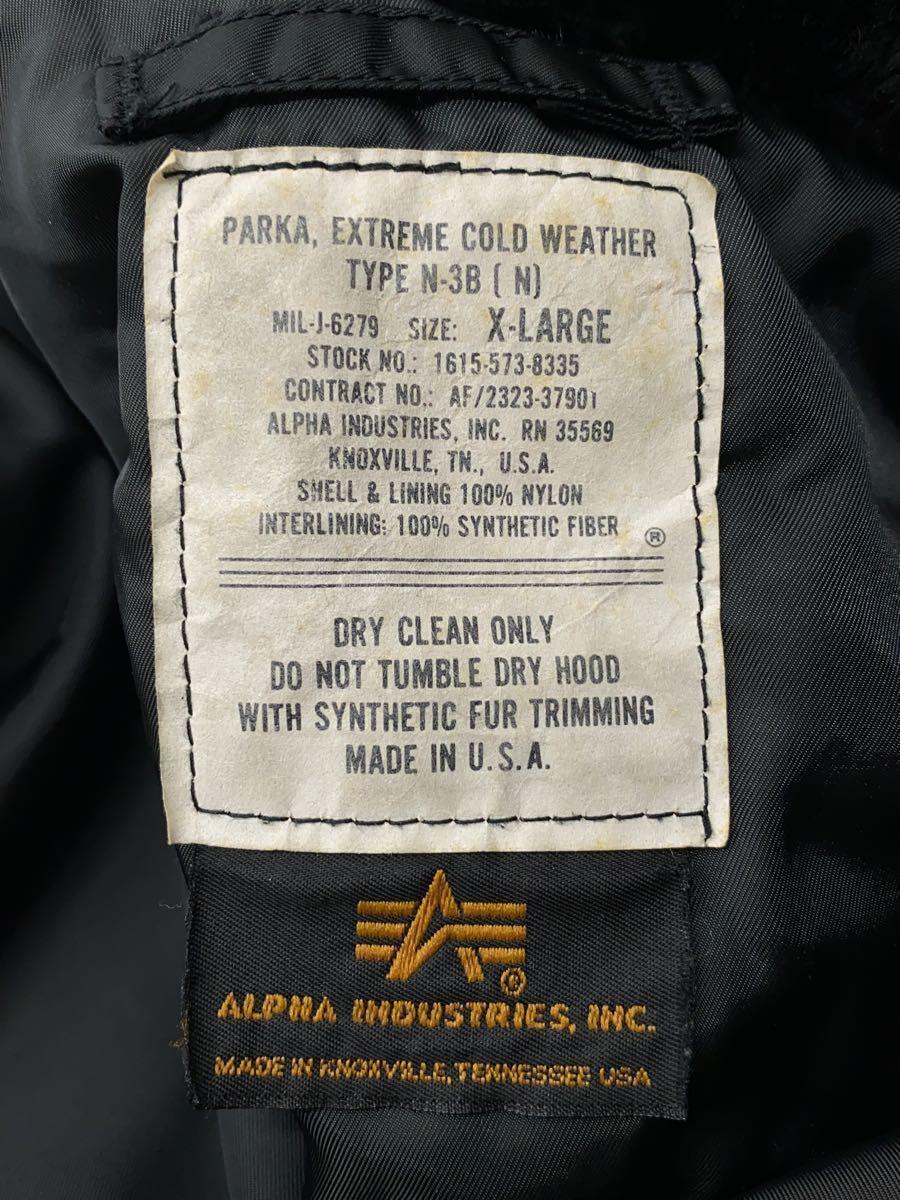 PARKA, EXTREME COLD WEATHER
TYPE N-3B ( N)
MIL-J-6279 SIZE: X-LARGE
STOCK NO.: 1615-573-8335
CONTRACT NO.: AF/2323-37901
ALPHA INDUSTRIES, INC. RN 35569
KNOXVILLE, TN., U.S.A.
SHELL & LINING 100% NYLON
INTERLINING: 100% SYNTHETIC FIBER ®
DRY CLEAN ONLY
DO NOT TUMBLE DRY HOOD
WITH SYNTHETIC FUR TRIMMING
MADE IN U.S.A.
®
ALPHA INDUSTRIES, INC.
MADE IN KNOXVILLE, TENNESSEE USA